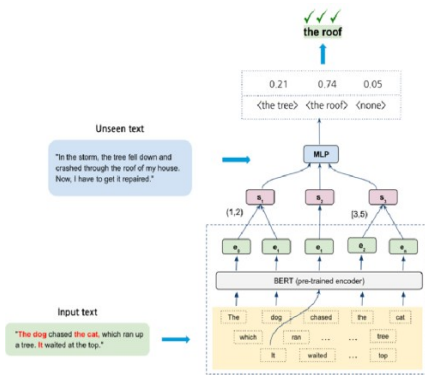 the roof
0.21 0.74 0.05
<the tree> <the roof> <none>
Unseen text
"In the storm, the tree fell down and
crashed through the roof of my house.
Now, I have to get it repaired."
MLP
s1 s2 s3
(1,2) [3,5)
BERT (pre-trained encoder)
Input text
"The dog chased the cat, which ran up
a tree. It waited at the top."
The dog chased the cat
which ran ... ... tree
It waited ... ... top